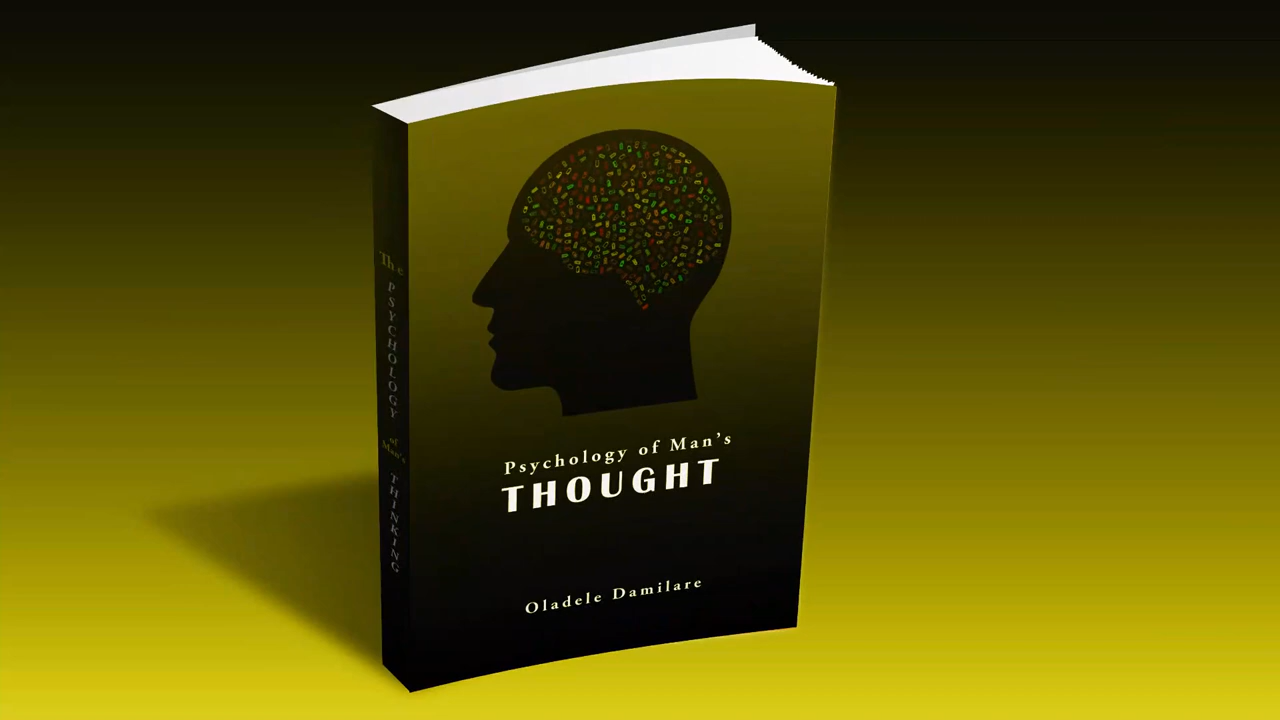 The
PSYCHOLOGY
of
Man's
THINKING
Psychology of Man's
THOUGHT
Oladele Damilare